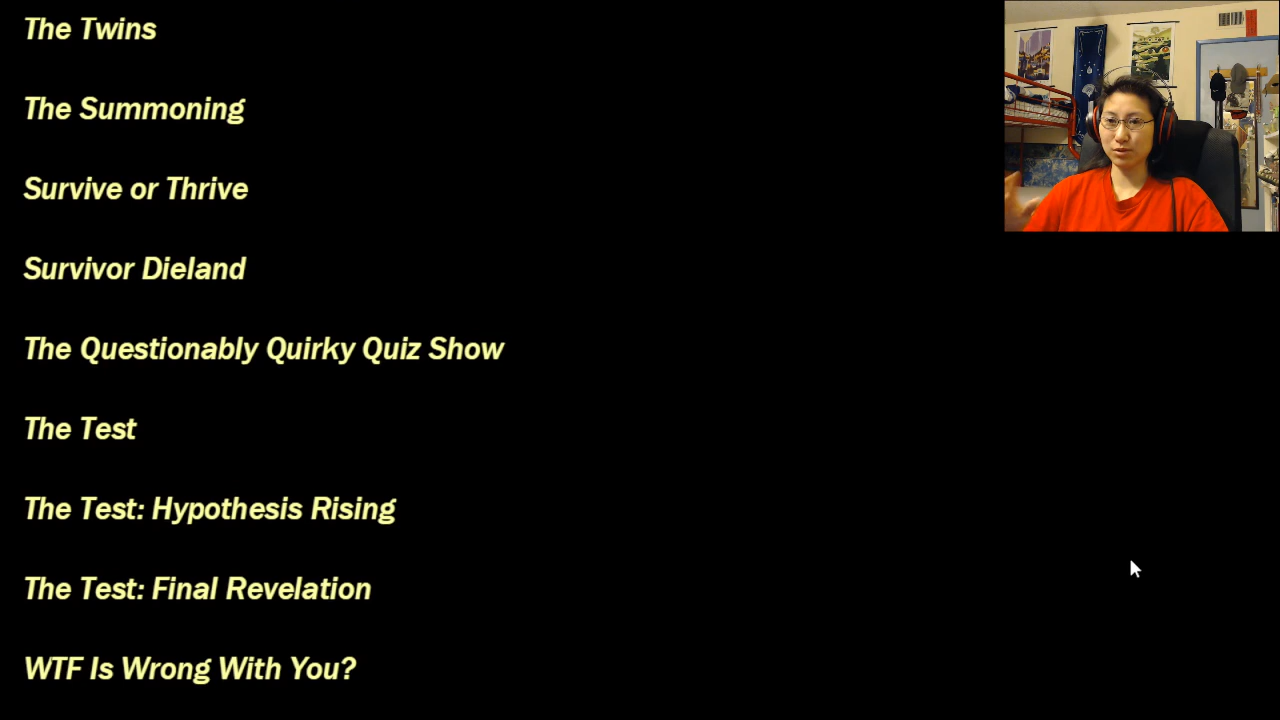 The Twins
The Summoning
Survive or Thrive
Survivor Dieland
The Questionably Quirky Quiz Show
The Test
The Test: Hypothesis Rising
The Test: Final Revelation
WTF Is Wrong With You?